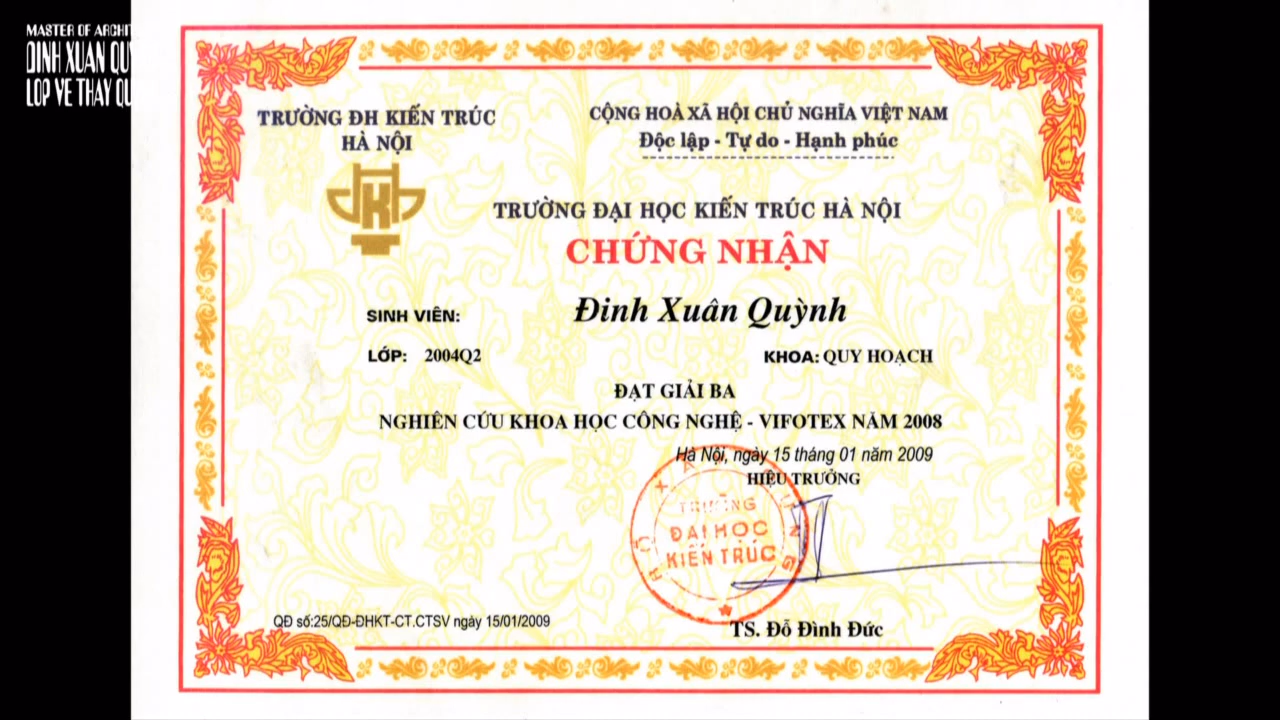 MASTER OF ARCHIT
ĐINH XUAN QUY
LOP VE THAY QU
TRƯỜNG ĐH KIẾN TRÚC
HÀ NỘI
CỘNG HOÀ XÃ HỘI CHỦ NGHĨA VIỆT NAM
Độc lập - Tự do - Hạnh phúc
TRƯỜNG ĐẠI HỌC KIẾN TRÚC HÀ NỘI
CHỨNG NHẬN
SINH VIÊN: Đinh Xuân Quỳnh
LỚP: 2004Q2 KHOA: QUY HOẠCH
ĐẠT GIẢI BA
NGHIÊN CỨU KHOA HỌC CÔNG NGHỆ - VIFOTEX NĂM 2008
Hà Nội, ngày 15 tháng 01 năm 2009
HIỆU TRƯỞNG
BỘ XÂY DỰNG
TRƯỜNG
ĐẠI HỌC
KIẾN TRÚC
QĐ số:25/QĐ-ĐHKT-CT.CTSV ngày 15/01/2009
TS. Đỗ Đình Đức